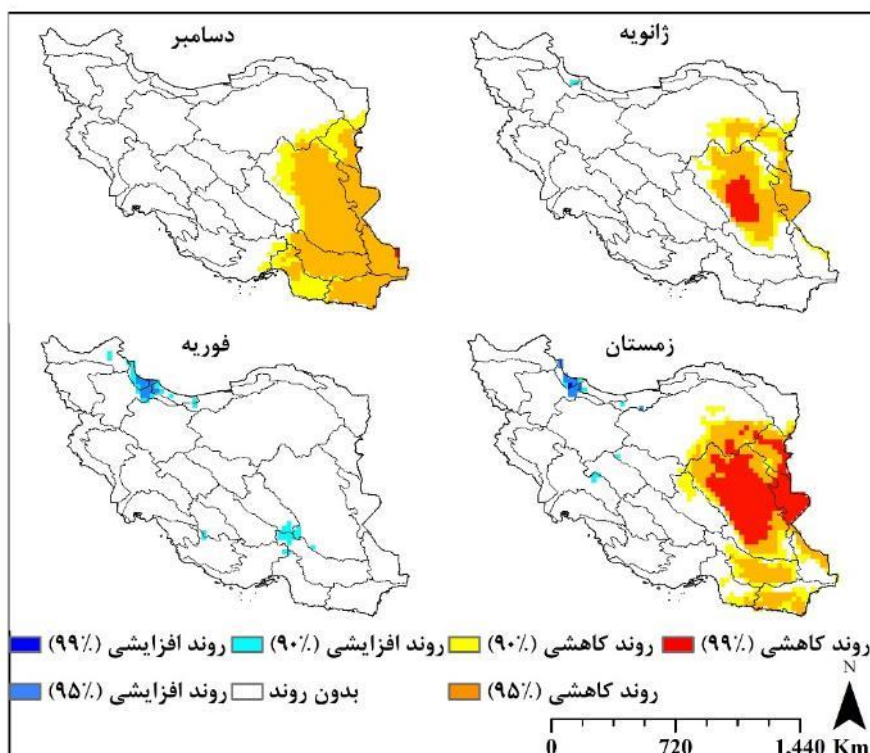 ژانویه
دسامبر
زمستان
فوریه
روند کاهشی (۹۹٪)
روند کاهشی (۹۰٪)
روند افزایشی (۹۰٪)
روند افزایشی (۹۹٪)
روند کاهشی (۹۵٪)
بدون روند
روند افزایشی (۹۵٪)
N
0 720 1,440 Km